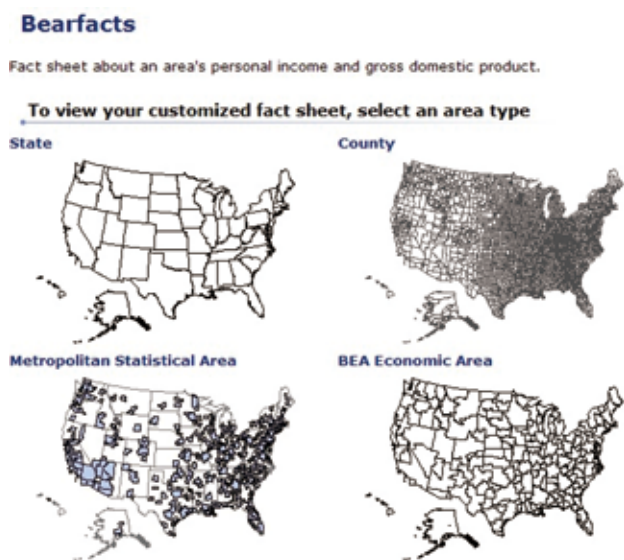 Bearfacts
Fact sheet about an area's personal income and gross domestic product.
To view your customized fact sheet, select an area type
State
County
Metropolitan Statistical Area
BEA Economic Area